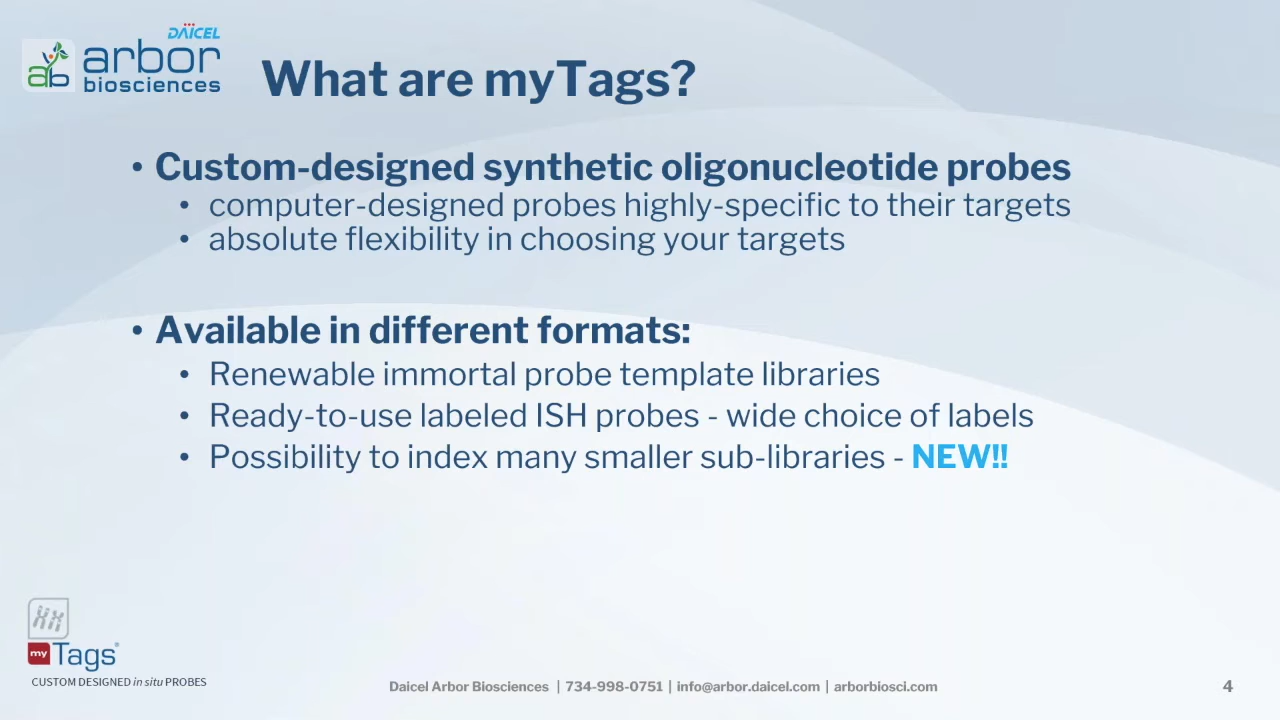 DAICEL
arbor
biosciences
ab
What are myTags?
• Custom-designed synthetic oligonucleotide probes
• computer-designed probes highly-specific to their targets
• absolute flexibility in choosing your targets
• Available in different formats:
• Renewable immortal probe template libraries
• Ready-to-use labeled ISH probes - wide choice of labels
• Possibility to index many smaller sub-libraries - NEW!!
my Tags®
CUSTOM DESIGNED in situ PROBES
Daicel Arbor Biosciences | 734-998-0751 | info@arbor.daicel.com | arborbiosci.com
4